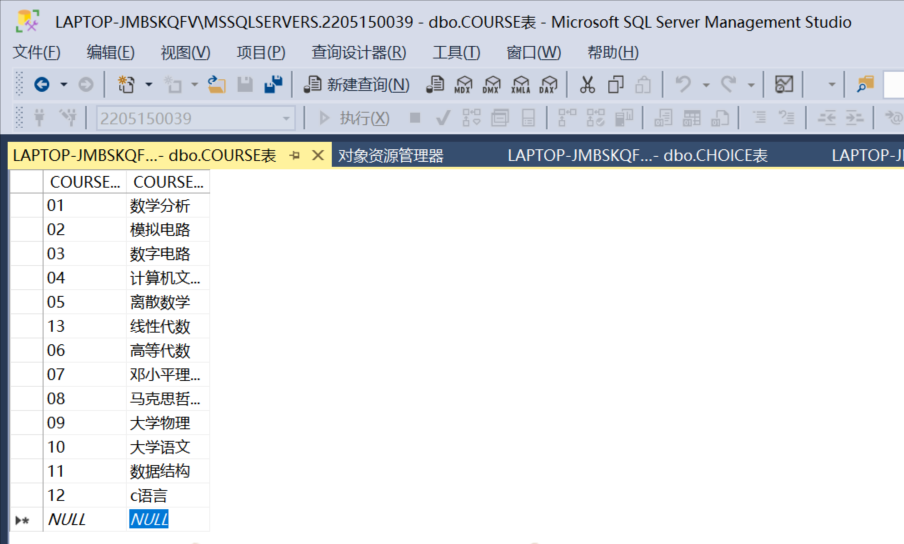 LAPTOP-JMBSKQFV\MSSQLSERVERS.2205150039 - dbo.COURSE表 - Microsoft SQL Server Management Studio
文件(F) 编辑(E) 视图(V) 项目(P) 查询设计器(R) 工具(T) 窗口(W) 帮助(H)
新建查询(N) MDX DMX XMLA DAX
2205150039 执行(X)
LAPTOP-JMBSKQF...- dbo.COURSE表 对象资源管理器 LAPTOP-JMBSKQF...- dbo.CHOICE表 LAPTOP-J
COURSE... COURSE...
01 数学分析
02 模拟电路
03 数字电路
04 计算机文...
05 离散数学
13 线性代数
06 高等代数
07 邓小平理...
08 马克思哲...
09 大学物理
10 大学语文
11 数据结构
12 c语言
NULL NULL